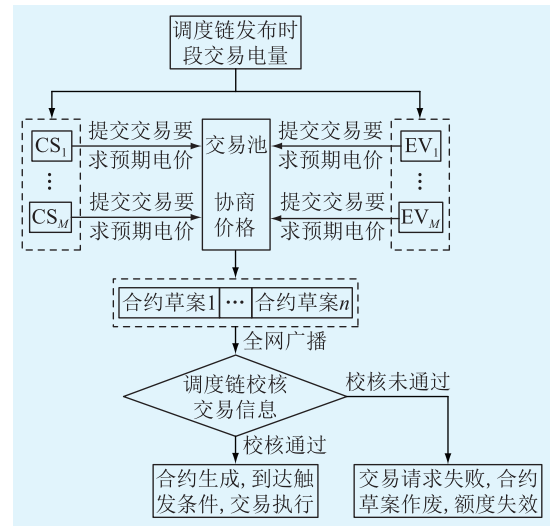 调度链发布时
段交易电量
CS₁
⋮
CS_M
提交交易要
求预期电价
提交交易要
求预期电价
交易池
协商
价格
提交交易要
求预期电价
提交交易要
求预期电价
EV₁
⋮
EV_M
合约草案1 … 合约草案n
全网广播
调度链校核
交易信息
校核未通过
校核通过
合约生成, 到达触
发条件, 交易执行
交易请求失败, 合约
草案作废, 额度失效